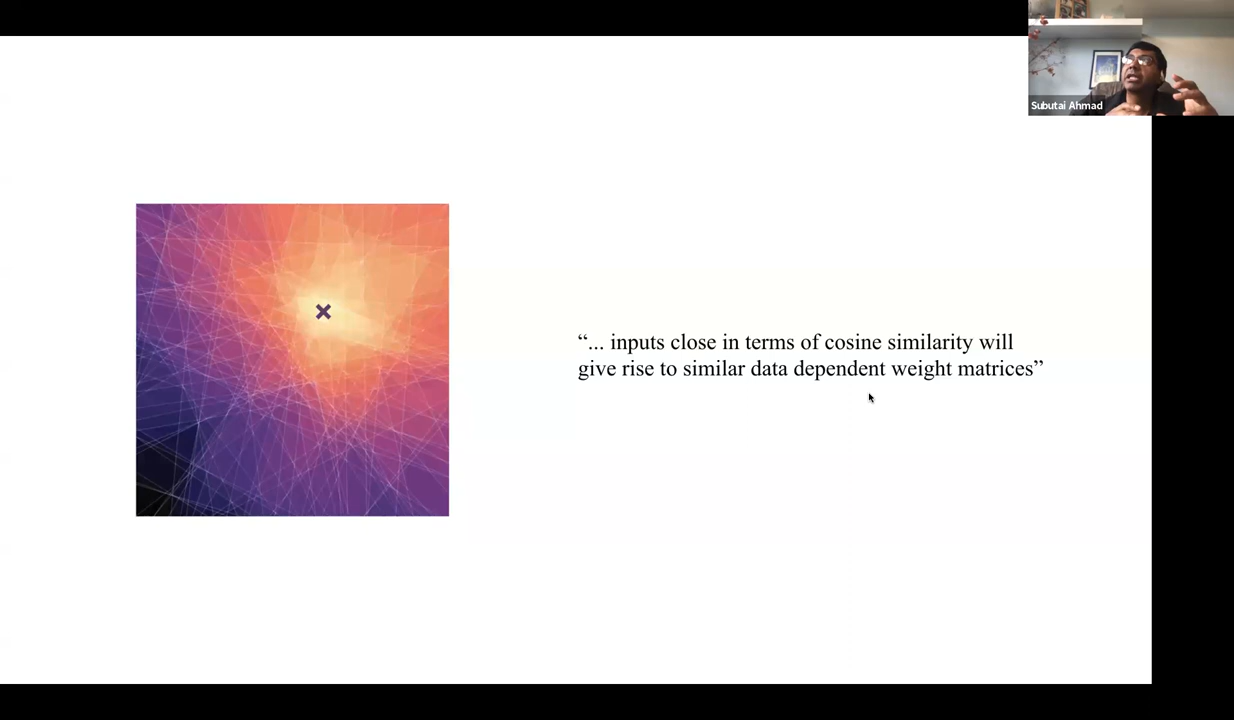 Subutai Ahmad
“... inputs close in terms of cosine similarity will
give rise to similar data dependent weight matrices”